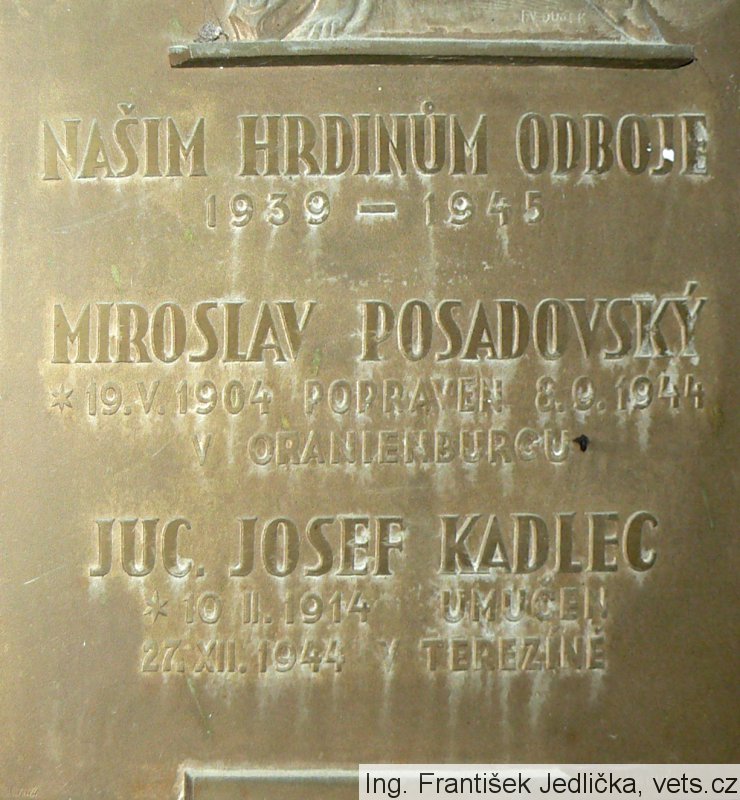 NAŠIM HRDINŮM ODBOJE
1939 – 1945
MIROSLAV POSADOVSKÝ
* 19. V. 1904 POPRAVEN 8. 9. 1944
V ORANIENBURGU
JUC. JOSEF KADLEC
* 10 II. 1914 UMUČEN
27. XII. 1944 V TEREZÍNĚ
Ing. František Jedlička, vets.cz